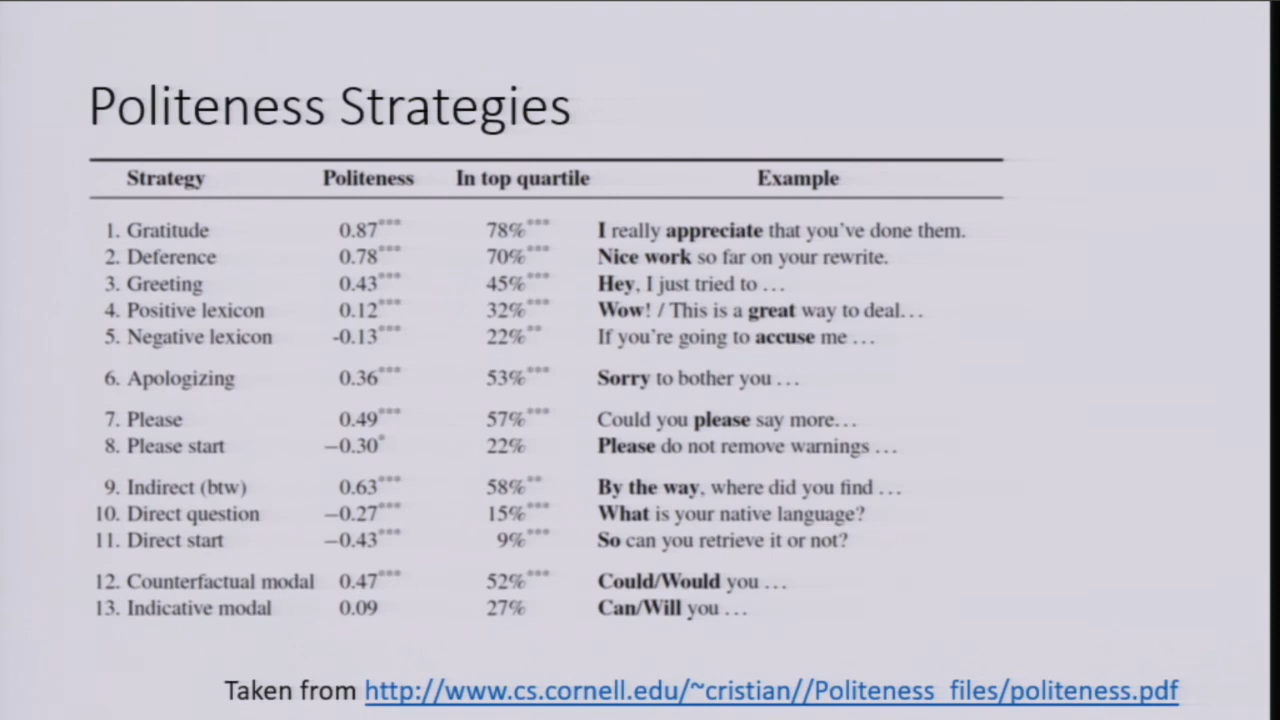 Politeness Strategies
Strategy Politeness In top quartile Example
1. Gratitude 0.87*** 78%*** I really appreciate that you've done them.
2. Deference 0.78*** 70%*** Nice work so far on your rewrite.
3. Greeting 0.43*** 45%*** Hey, I just tried to ...
4. Positive lexicon 0.12*** 32%*** Wow! / This is a great way to deal...
5. Negative lexicon -0.13*** 22%** If you're going to accuse me ...
6. Apologizing 0.36*** 53%*** Sorry to bother you ...
7. Please 0.49*** 57%*** Could you please say more...
8. Please start −0.30* 22% Please do not remove warnings ...
9. Indirect (btw) 0.63*** 58%** By the way, where did you find ...
10. Direct question −0.27*** 15%*** What is your native language?
11. Direct start −0.43*** 9%*** So can you retrieve it or not?
12. Counterfactual modal 0.47*** 52%*** Could/Would you ...
13. Indicative modal 0.09 27% Can/Will you ...
Taken from http://www.cs.cornell.edu/~cristian//Politeness_files/politeness.pdf